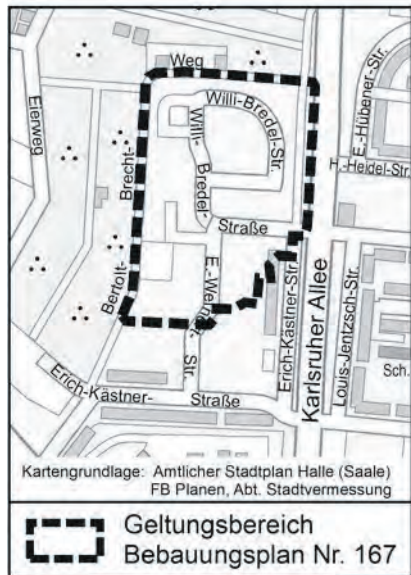 Weg
Eierweg
Willi-Bredel-Str.
E.-Hübener-Str.
Willi-
Bredel-
Straße
H.-Heidel-Str.
Bertolt-
Brecht-
E.-Weinert-
Str.
Erich-Kästner-Str.
Karlsruher Allee
Louis-Jentzsch-Str.
Sch.
Erich-Kästner-
Straße
Kartengrundlage: Amtlicher Stadtplan Halle (Saale)
FB Planen, Abt. Stadtvermessung
Geltungsbereich
Bebauungsplan Nr. 167